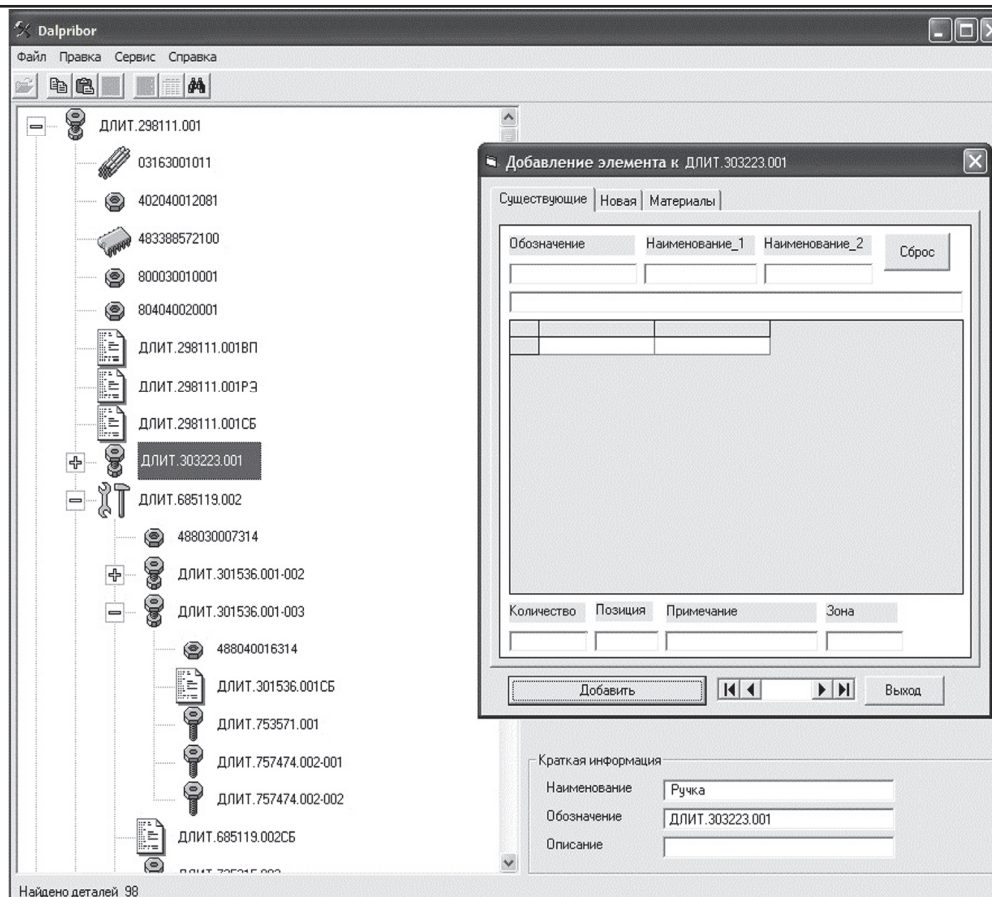 Dalpribor
Файл Правка Сервис Справка
ДЛИТ.298111.001
03163001011
402040012081
483388572100
800030010001
804040020001
ДЛИТ.298111.001ВП
ДЛИТ.298111.001РЭ
ДЛИТ.298111.001СБ
ДЛИТ.303223.001
ДЛИТ.685119.002
488030007314
ДЛИТ.301536.001-002
ДЛИТ.301536.001-003
488040016314
ДЛИТ.301536.001СБ
ДЛИТ.753571.001
ДЛИТ.757474.002-001
ДЛИТ.757474.002-002
ДЛИТ.685119.002СБ
Добавление элемента к ДЛИТ.303223.001
Существующие Новая Материалы
Обозначение Наименование_1 Наименование_2 Сброс
Количество Позиция Примечание Зона
Добавить Выход
Краткая информация
Наименование Ручка
Обозначение ДЛИТ.303223.001
Описание
Найдено деталей 98